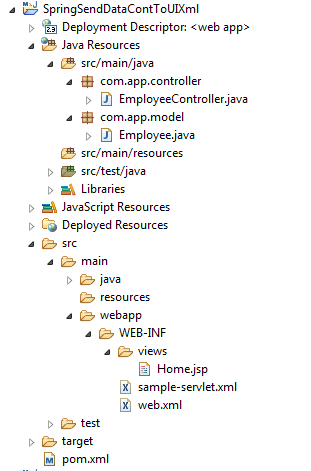 SpringSendDataContToUIXml
Deployment Descriptor: <web app>
Java Resources
src/main/java
com.app.controller
EmployeeController.java
com.app.model
Employee.java
src/main/resources
src/test/java
Libraries
JavaScript Resources
Deployed Resources
src
main
java
resources
webapp
WEB-INF
views
Home.jsp
sample-servlet.xml
web.xml
test
target
pom.xml